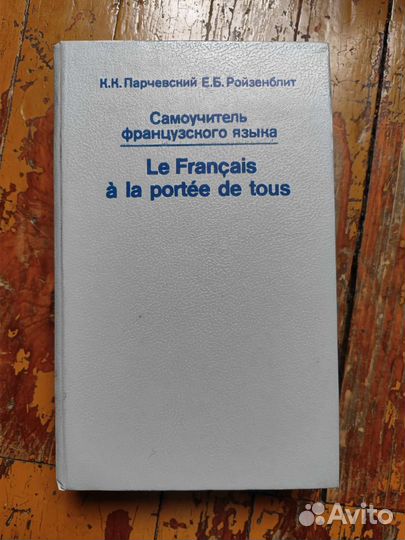 К.К. Парчевский Е.Б. Ройзенблит
Самоучитель
французского языка
Le Français
à la portée de tous
Avito